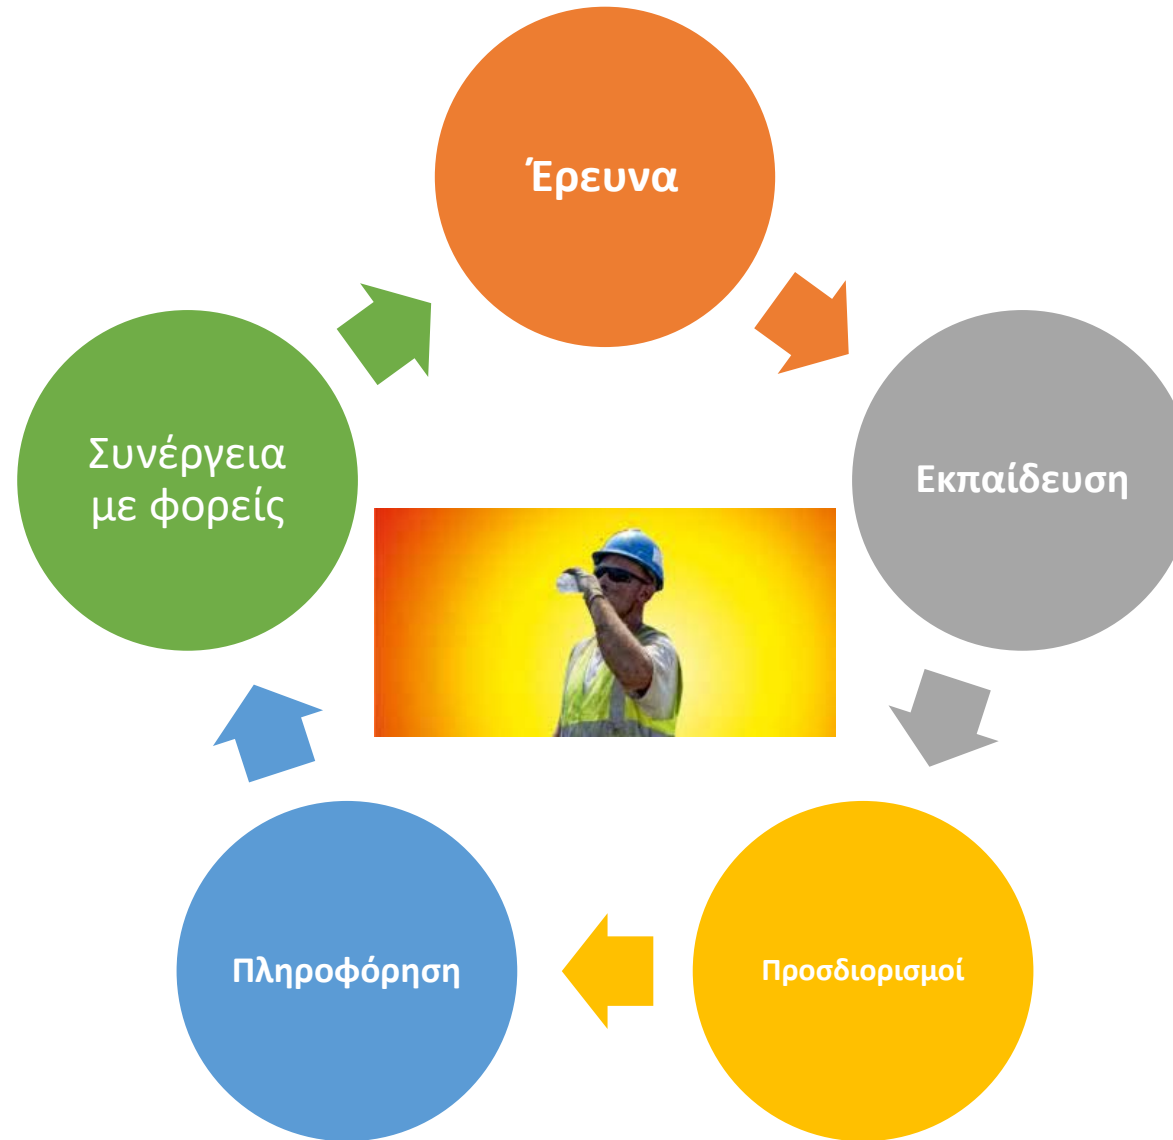 Έρευνα
Εκπαίδευση
Προσδιορισμοί
Πληροφόρηση
Συνέργεια
με φορείς